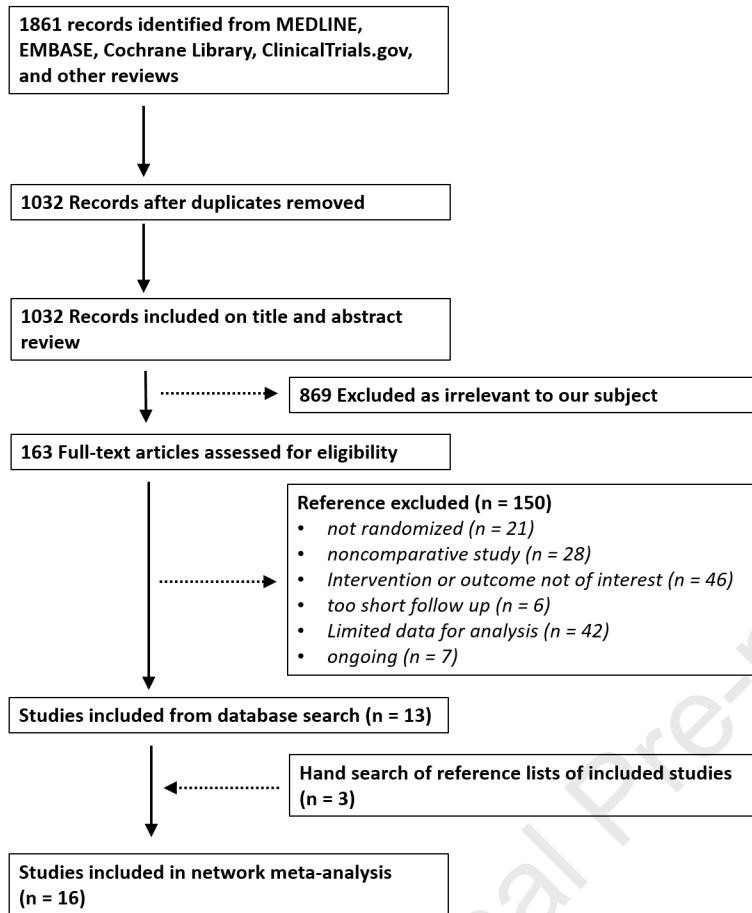 1861 records identified from MEDLINE,
EMBASE, Cochrane Library, ClinicalTrials.gov,
and other reviews
1032 Records after duplicates removed
1032 Records included on title and abstract
review
869 Excluded as irrelevant to our subject
163 Full-text articles assessed for eligibility
Reference excluded (n = 150)
• not randomized (n = 21)
• noncomparative study (n = 28)
• Intervention or outcome not of interest (n = 46)
• too short follow up (n = 6)
• Limited data for analysis (n = 42)
• ongoing (n = 7)
Studies included from database search (n = 13)
Hand search of reference lists of included studies
(n = 3)
Studies included in network meta-analysis
(n = 16)